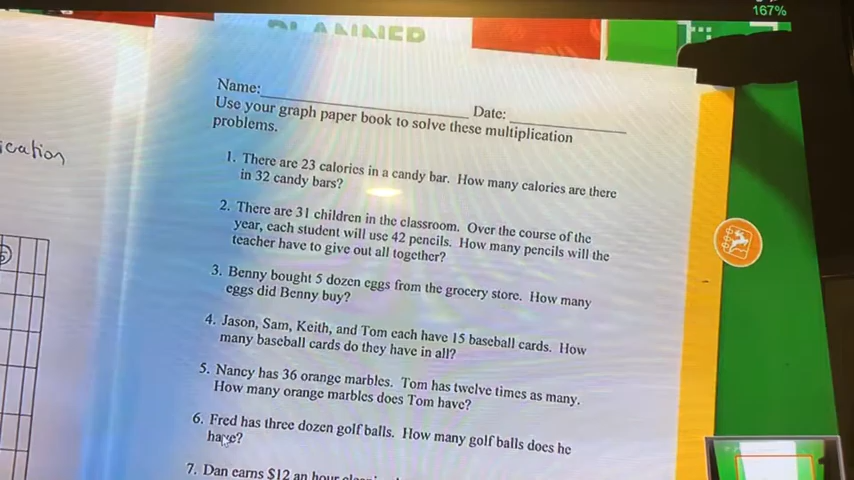 167%
PLANNER
Name: Date:
Use your graph paper book to solve these multiplication
problems.
ication
1. There are 23 calories in a candy bar. How many calories are there
in 32 candy bars?
2. There are 31 children in the classroom. Over the course of the
year, each student will use 42 pencils. How many pencils will the
teacher have to give out all together?
3. Benny bought 5 dozen eggs from the grocery store. How many
eggs did Benny buy?
4. Jason, Sam, Keith, and Tom each have 15 baseball cards. How
many baseball cards do they have in all?
5. Nancy has 36 orange marbles. Tom has twelve times as many.
How many orange marbles does Tom have?
6. Fred has three dozen golf balls. How many golf balls does he
have?
7. Dan earns $12 an hour